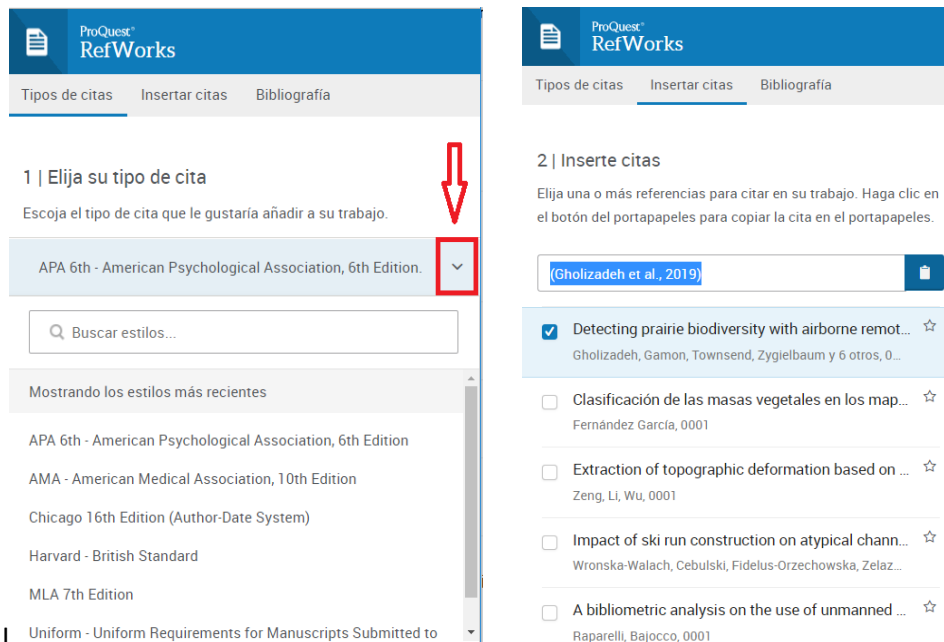 ProQuest°
RefWorks
Tipos de citas Insertar citas Bibliografía
1 | Elija su tipo de cita
Escoja el tipo de cita que le gustaría añadir a su trabajo.
APA 6th - American Psychological Association, 6th Edition.
Buscar estilos...
Mostrando los estilos más recientes
APA 6th - American Psychological Association, 6th Edition
AMA - American Medical Association, 10th Edition
Chicago 16th Edition (Author-Date System)
Harvard - British Standard
MLA 7th Edition
Uniform - Uniform Requirements for Manuscripts Submitted to
ProQuest°
RefWorks
Tipos de citas Insertar citas Bibliografía
2 | Inserte citas
Elija una o más referencias para citar en su trabajo. Haga clic en
el botón del portapapeles para copiar la cita en el portapapeles.
(Gholizadeh et al., 2019)
Detecting prairie biodiversity with airborne remot...
Gholizadeh, Gamon, Townsend, Zygielbaum y 6 otros, 0...
Clasificación de las masas vegetales en los map...
Fernández García, 0001
Extraction of topographic deformation based on ...
Zeng, Li, Wu, 0001
Impact of ski run construction on atypical chann...
Wronska-Walach, Cebulski, Fidelus-Orzechowska, Zelaz...
A bibliometric analysis on the use of unmanned ...
Raparelli, Bajocco, 0001